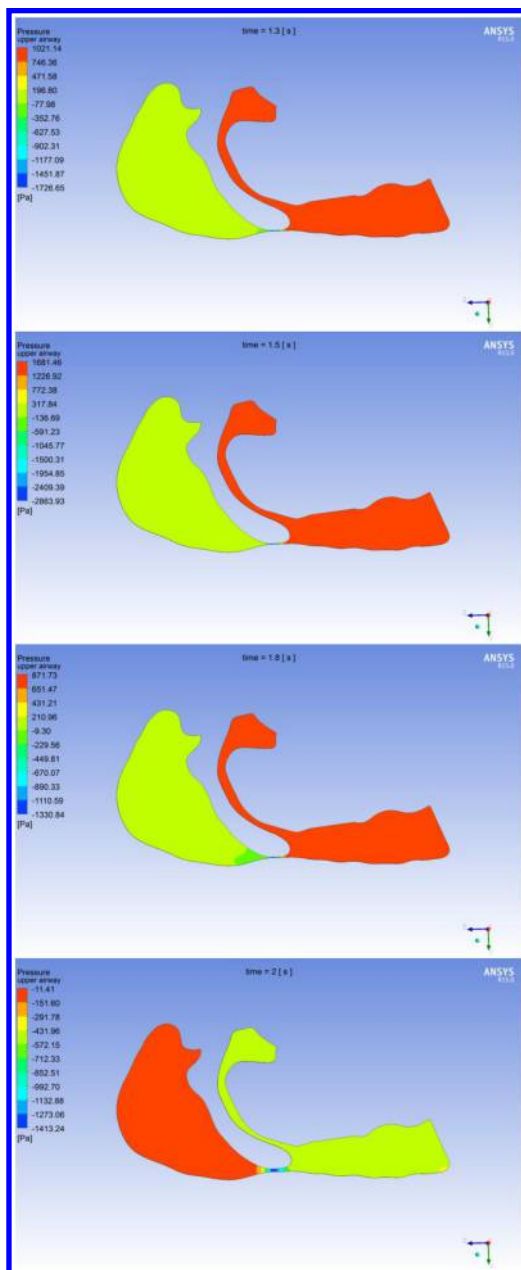 Pressure
upper airway
time = 1.3 [ s ]
ANSYS
1021.14
746.36
471.58
196.80
-77.98
-352.76
-627.53
-902.31
-1177.09
-1451.87
-1726.65
[Pa]
Pressure
upper airway
time = 1.5 [ s ]
ANSYS
1681.46
1226.92
772.38
317.84
-136.69
-591.23
-1045.77
-1500.31
-1954.85
-2409.39
-2863.93
[Pa]
Pressure
upper airway
time = 1.8 [ s ]
ANSYS
871.73
651.47
431.21
210.96
-9.30
-229.56
-449.81
-670.07
-890.33
-1110.59
-1330.84
[Pa]
Pressure
upper airway
time = 2 [ s ]
ANSYS
-11.41
-151.60
-291.78
-431.96
-572.15
-712.33
-852.51
-992.70
-1132.88
-1273.06
-1413.24
[Pa]